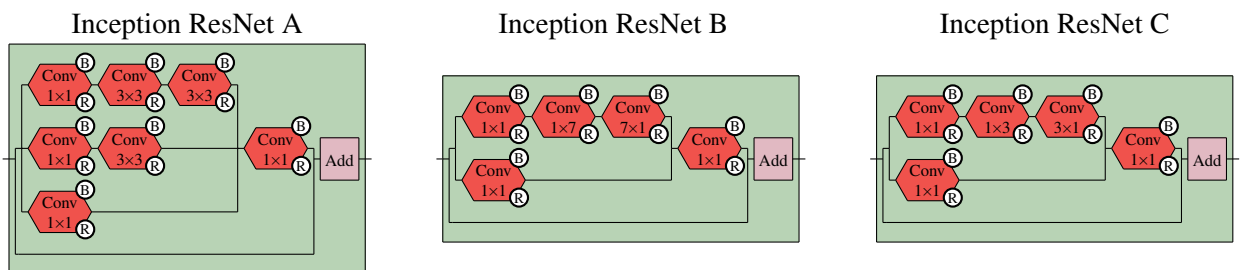 Inception ResNet A
B B B
Conv Conv Conv
1×1 3×3 3×3
R R R
B B B
Conv Conv Conv
1×1 3×3 1×1
R R R
Add
B
Conv
1×1
R
Inception ResNet B
B B B
Conv Conv Conv
1×1 1×7 7×1
R R R
B
Conv
1×1
R
B
Conv
1×1
R
Add
Inception ResNet C
B B B
Conv Conv Conv
1×1 1×3 3×1
R R R
B
Conv
1×1
R
B
Conv
1×1
R
Add